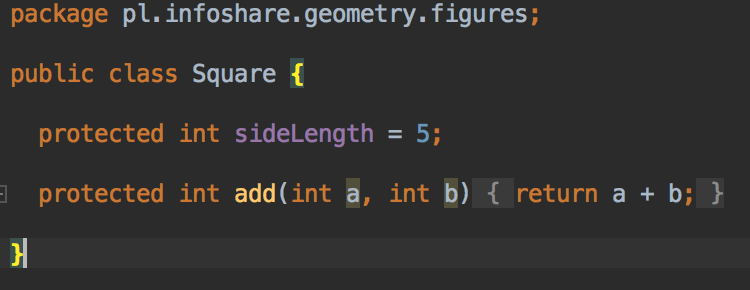 package pl.infoshare.geometry.figures;
public class Square {
protected int sideLength = 5;
protected int add(int a, int b) { return a + b; }
}